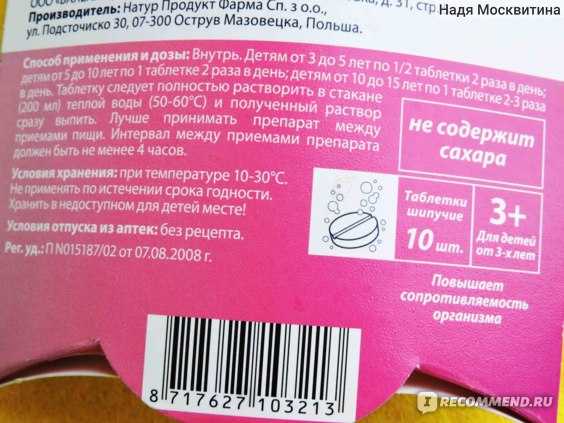 Надя Москвитина
д. 31, стр.
Производитель: Натур Продукт Фарма Сп. з о.о.,
ул. Подсточиско 30, 07-300 Острув Мазовецка, Польша.
Способ применения и дозы: Внутрь. Детям от 3 до 5 лет по 1/2 таблетки 2 раза в день;
детям от 5 до 10 лет по 1 таблетке 2 раза в день; детям от 10 до 15 лет по 1 таблетке 2-3 раза
в день. Таблетку следует полностью растворить в стакане
(200 мл) теплой воды (50-60°С) и полученный раствор
сразу выпить. Лучше принимать препарат между
приемами пищи. Интервал между приемами препарата
должен быть не менее 4 часов.
Условия хранения: при температуре 10-30°С.
Не применять по истечении срока годности.
Хранить в недоступном для детей месте!
Условия отпуска из аптек: без рецепта.
Рег. уд.: П N015187/02 от 07.08.2008 г.
не содержит
сахара
Таблетки
шипучие
10 шт.
3+
Для детей
от 3-х лет
Повышает
сопротивляемость
организма
8 717627 103213
IRECOMMEND.RU